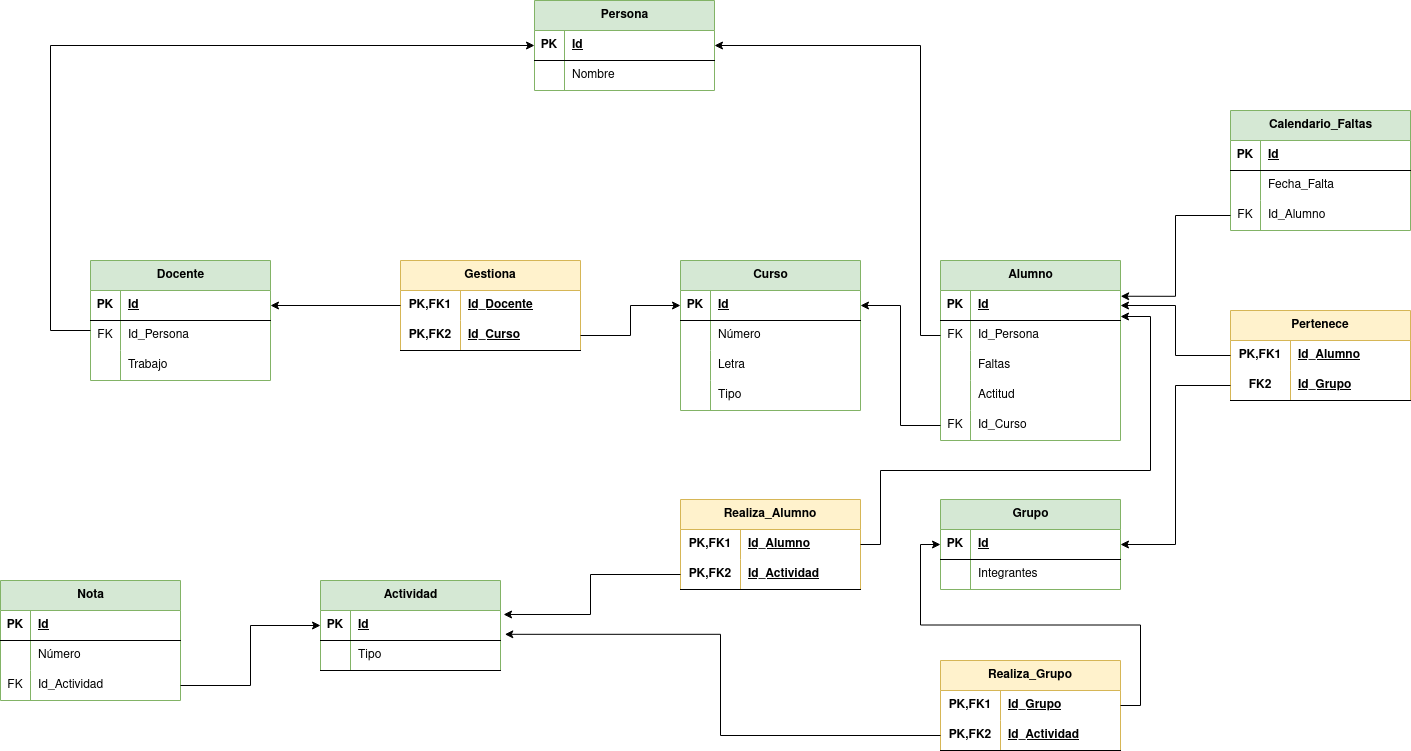 Persona
PK Id
Nombre
Calendario_Faltas
PK Id
Fecha_Falta
FK Id_Alumno
Docente
PK Id
FK Id_Persona
Trabajo
Gestiona
PK,FK1 Id_Docente
PK,FK2 Id_Curso
Curso
PK Id
Número
Letra
Tipo
Alumno
PK Id
FK Id_Persona
Faltas
Actitud
FK Id_Curso
Pertenece
PK,FK1 Id_Alumno
FK2 Id_Grupo
Realiza_Alumno
PK,FK1 Id_Alumno
PK,FK2 Id_Actividad
Grupo
PK Id
Integrantes
Nota
PK Id
Número
FK Id_Actividad
Actividad
PK Id
Tipo
Realiza_Grupo
PK,FK1 Id_Grupo
PK,FK2 Id_Actividad